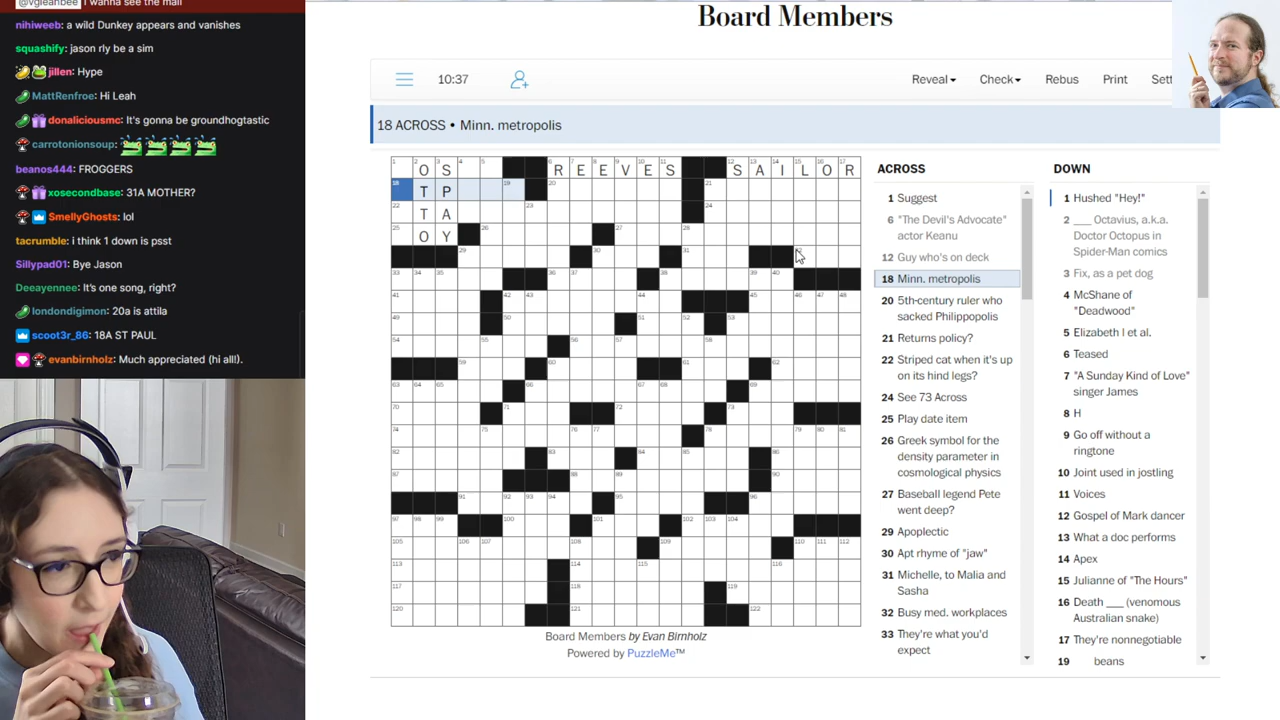 @vgleanbee I wanna see the mall
nihiweeb: a wild Dunkey appears and vanishes
squashify: jason rly be a sim
jillen: Hype
MattRenfroe: Hi Leah
donaliciousmc: It's gonna be groundhogtastic
carrotonionsoup:
beanos444: FROGGERS
xosecondbase: 31A MOTHER?
SmellyGhosts: lol
tacrumble: i think 1 down is psst
Sillypad01: Bye Jason
Deeayennee: It's one song, right?
londondigimon: 20a is attila
scoot3r_86: 18A ST PAUL
evanbirnholz: Much appreciated (hi all!).
Board Members
10:37
Reveal
Check
Rebus
Print
Sett
18 ACROSS • Minn. metropolis
O S R E E V E S S A I L O R
T P
T A
O Y
Board Members by Evan Birnholz
Powered by PuzzleMe™
ACROSS
1 Suggest
6 "The Devil's Advocate"
actor Keanu
12 Guy who's on deck
18 Minn. metropolis
20 5th-century ruler who
sacked Philippopolis
21 Returns policy?
22 Striped cat when it's up
on its hind legs?
24 See 73 Across
25 Play date item
26 Greek symbol for the
density parameter in
cosmological physics
27 Baseball legend Pete
went deep?
29 Apoplectic
30 Apt rhyme of "jaw"
31 Michelle, to Malia and
Sasha
32 Busy med. workplaces
33 They're what you'd
expect
DOWN
1 Hushed "Hey!"
2 ___ Octavius, a.k.a.
Doctor Octopus in
Spider-Man comics
3 Fix, as a pet dog
4 McShane of
"Deadwood"
5 Elizabeth I et al.
6 Teased
7 "A Sunday Kind of Love"
singer James
8 H
9 Go off without a
ringtone
10 Joint used in jostling
11 Voices
12 Gospel of Mark dancer
13 What a doc performs
14 Apex
15 Julianne of "The Hours"
16 Death ___ (venomous
Australian snake)
17 They're nonnegotiable
19 beans